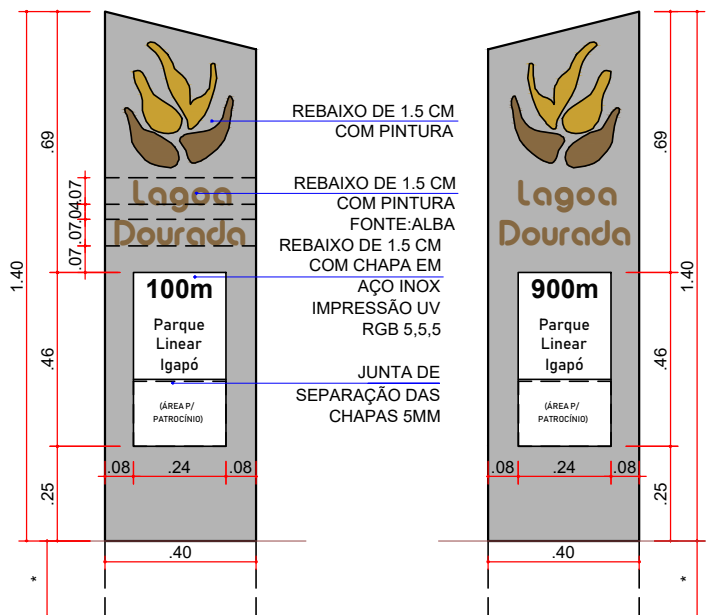 1.40
.69
.07
.04
.07
.07
.46
.25
*
Lagoa
Dourada
100m
Parque
Linear
Igapó
(ÁREA P/
PATROCÍNIO)
.08
.24
.08
.40
REBAIXO DE 1.5 CM
COM PINTURA
REBAIXO DE 1.5 CM
COM PINTURA
FONTE:ALBA
REBAIXO DE 1.5 CM
COM CHAPA EM
AÇO INOX
IMPRESSÃO UV
RGB 5,5,5
JUNTA DE
SEPARAÇÃO DAS
CHAPAS 5MM
Lagoa
Dourada
900m
Parque
Linear
Igapó
(ÁREA P/
PATROCÍNIO)
.08
.24
.08
.40
.69
.46
.25
1.40
*